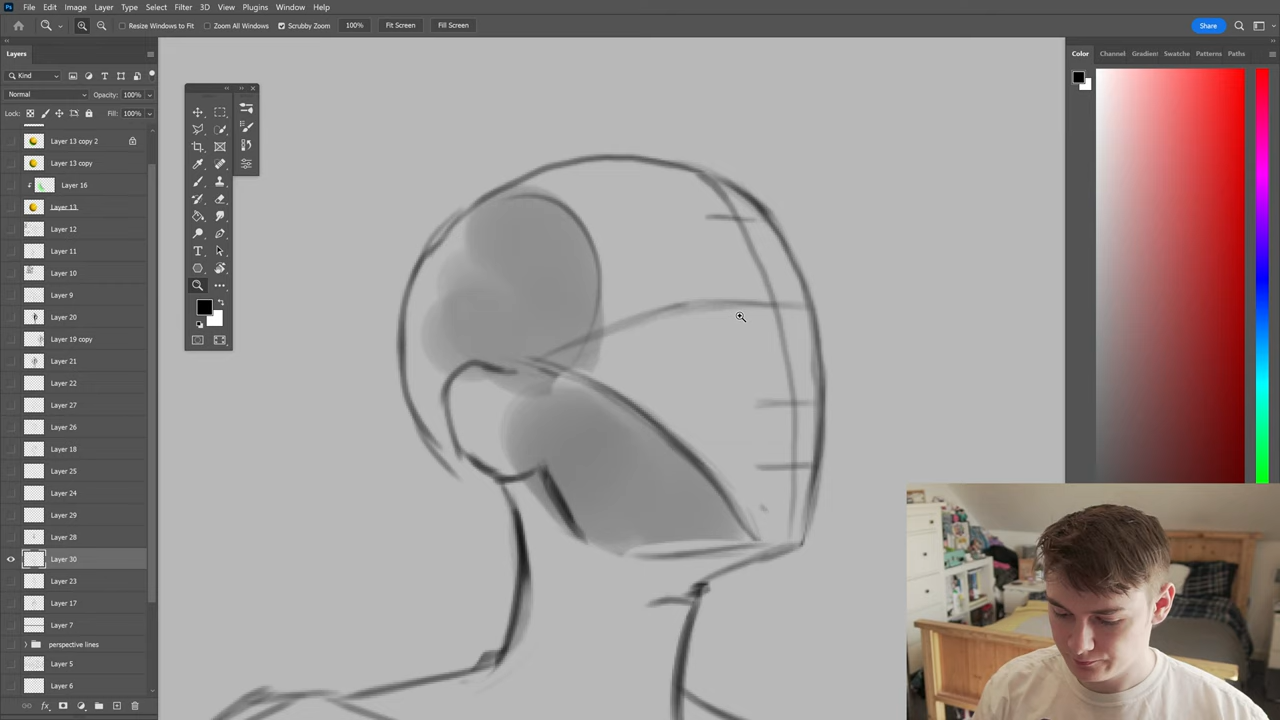 Ps File Edit Image Layer Type Select Filter 3D View Plugins Window Help
Resize Windows to Fit Zoom All Windows Scrubby Zoom 100% Fit Screen Fill Screen Share
Layers
Kind
Normal Opacity: 100%
Lock: Fill: 100%
Layer 13 copy 2
Layer 13 copy
Layer 16
Layer 13
Layer 12
Layer 11
Layer 10
Layer 9
Layer 20
Layer 19 copy
Layer 21
Layer 22
Layer 27
Layer 26
Layer 18
Layer 25
Layer 24
Layer 29
Layer 28
Layer 30
Layer 23
Layer 17
Layer 7
perspective lines
Layer 5
Layer 6
fx
Color Channel Gradient Swatche Patterns Paths